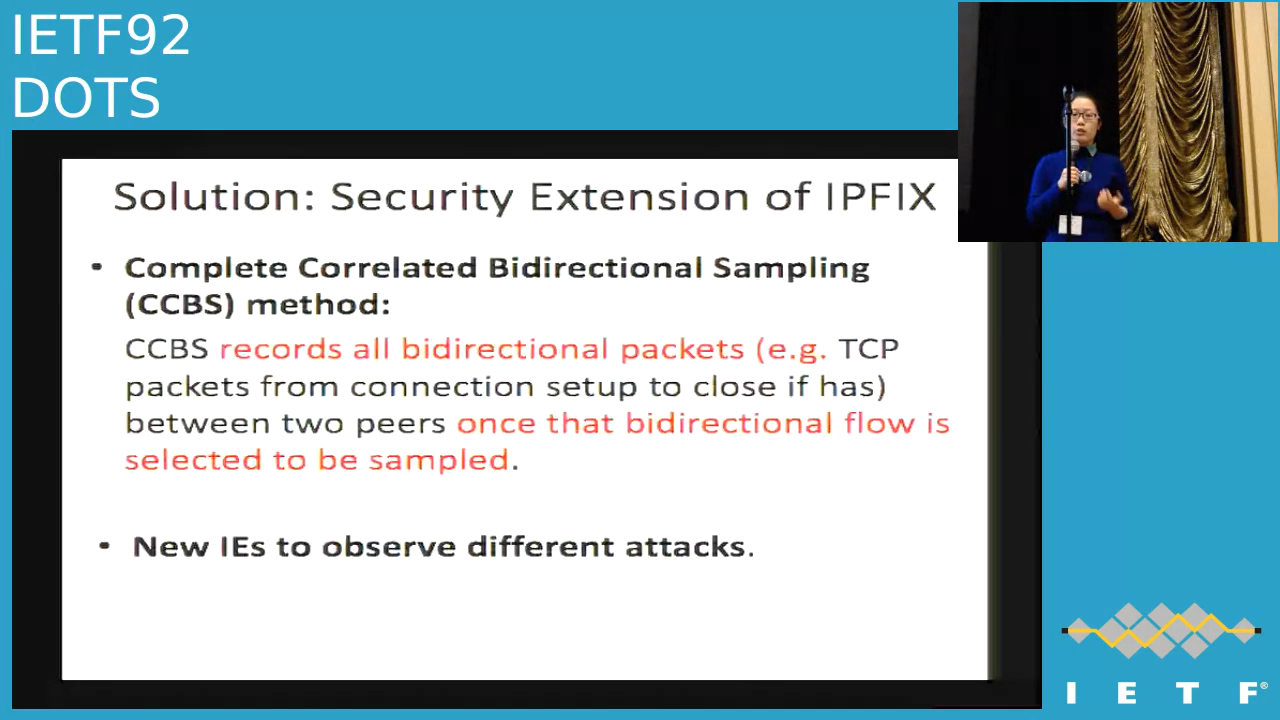 IETF92
DOTS
Solution: Security Extension of IPFIX
• Complete Correlated Bidirectional Sampling
(CCBS) method:
CCBS records all bidirectional packets (e.g. TCP
packets from connection setup to close if has)
between two peers once that bidirectional flow is
selected to be sampled.
• New IEs to observe different attacks.
I E T F®